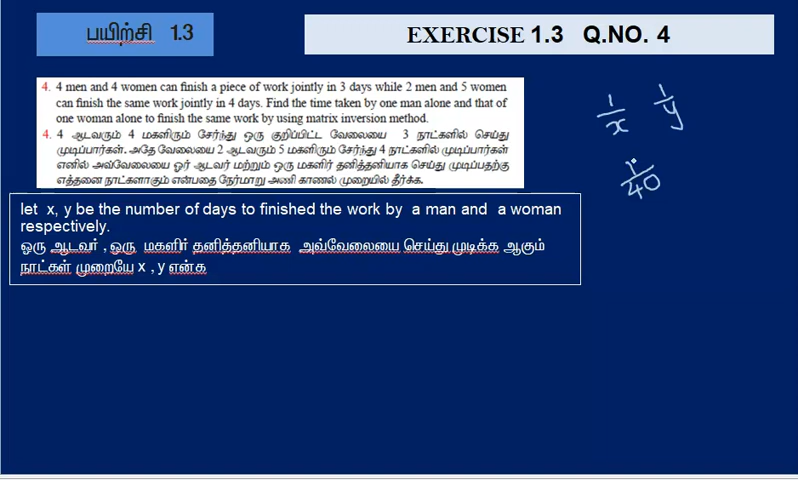 பயிற்சி 1.3
EXERCISE 1.3 Q.NO. 4
4. 4 men and 4 women can finish a piece of work jointly in 3 days while 2 men and 5 women
can finish the same work jointly in 4 days. Find the time taken by one man alone and that of
one woman alone to finish the same work by using matrix inversion method.
4. 4 ஆடவரும் 4 மகளிரும் சேர்ந்து ஒரு குறிப்பிட்ட வேலையை 3 நாட்களில் செய்து
முடிப்பார்கள். அதே வேலையை 2 ஆடவரும் 5 மகளிரும் சேர்ந்து 4 நாட்களில் முடிப்பார்கள்
எனில் அவ்வேலையை ஓர் ஆடவர் மற்றும் ஒரு மகளிர் தனித்தனியாக செய்து முடிப்பதற்கு
எத்தனை நாட்களாகும் என்பதை நேர்மாறு அணி காணல் முறையில் தீர்க்க.
1/x 1/y
1/40
let x, y be the number of days to finished the work by a man and a woman
respectively.
ஒரு ஆடவர் , ஒரு மகளிர் தனித்தனியாக அவ்வேலையை செய்து முடிக்க ஆகும்
நாட்கள் முறையே x , y என்க